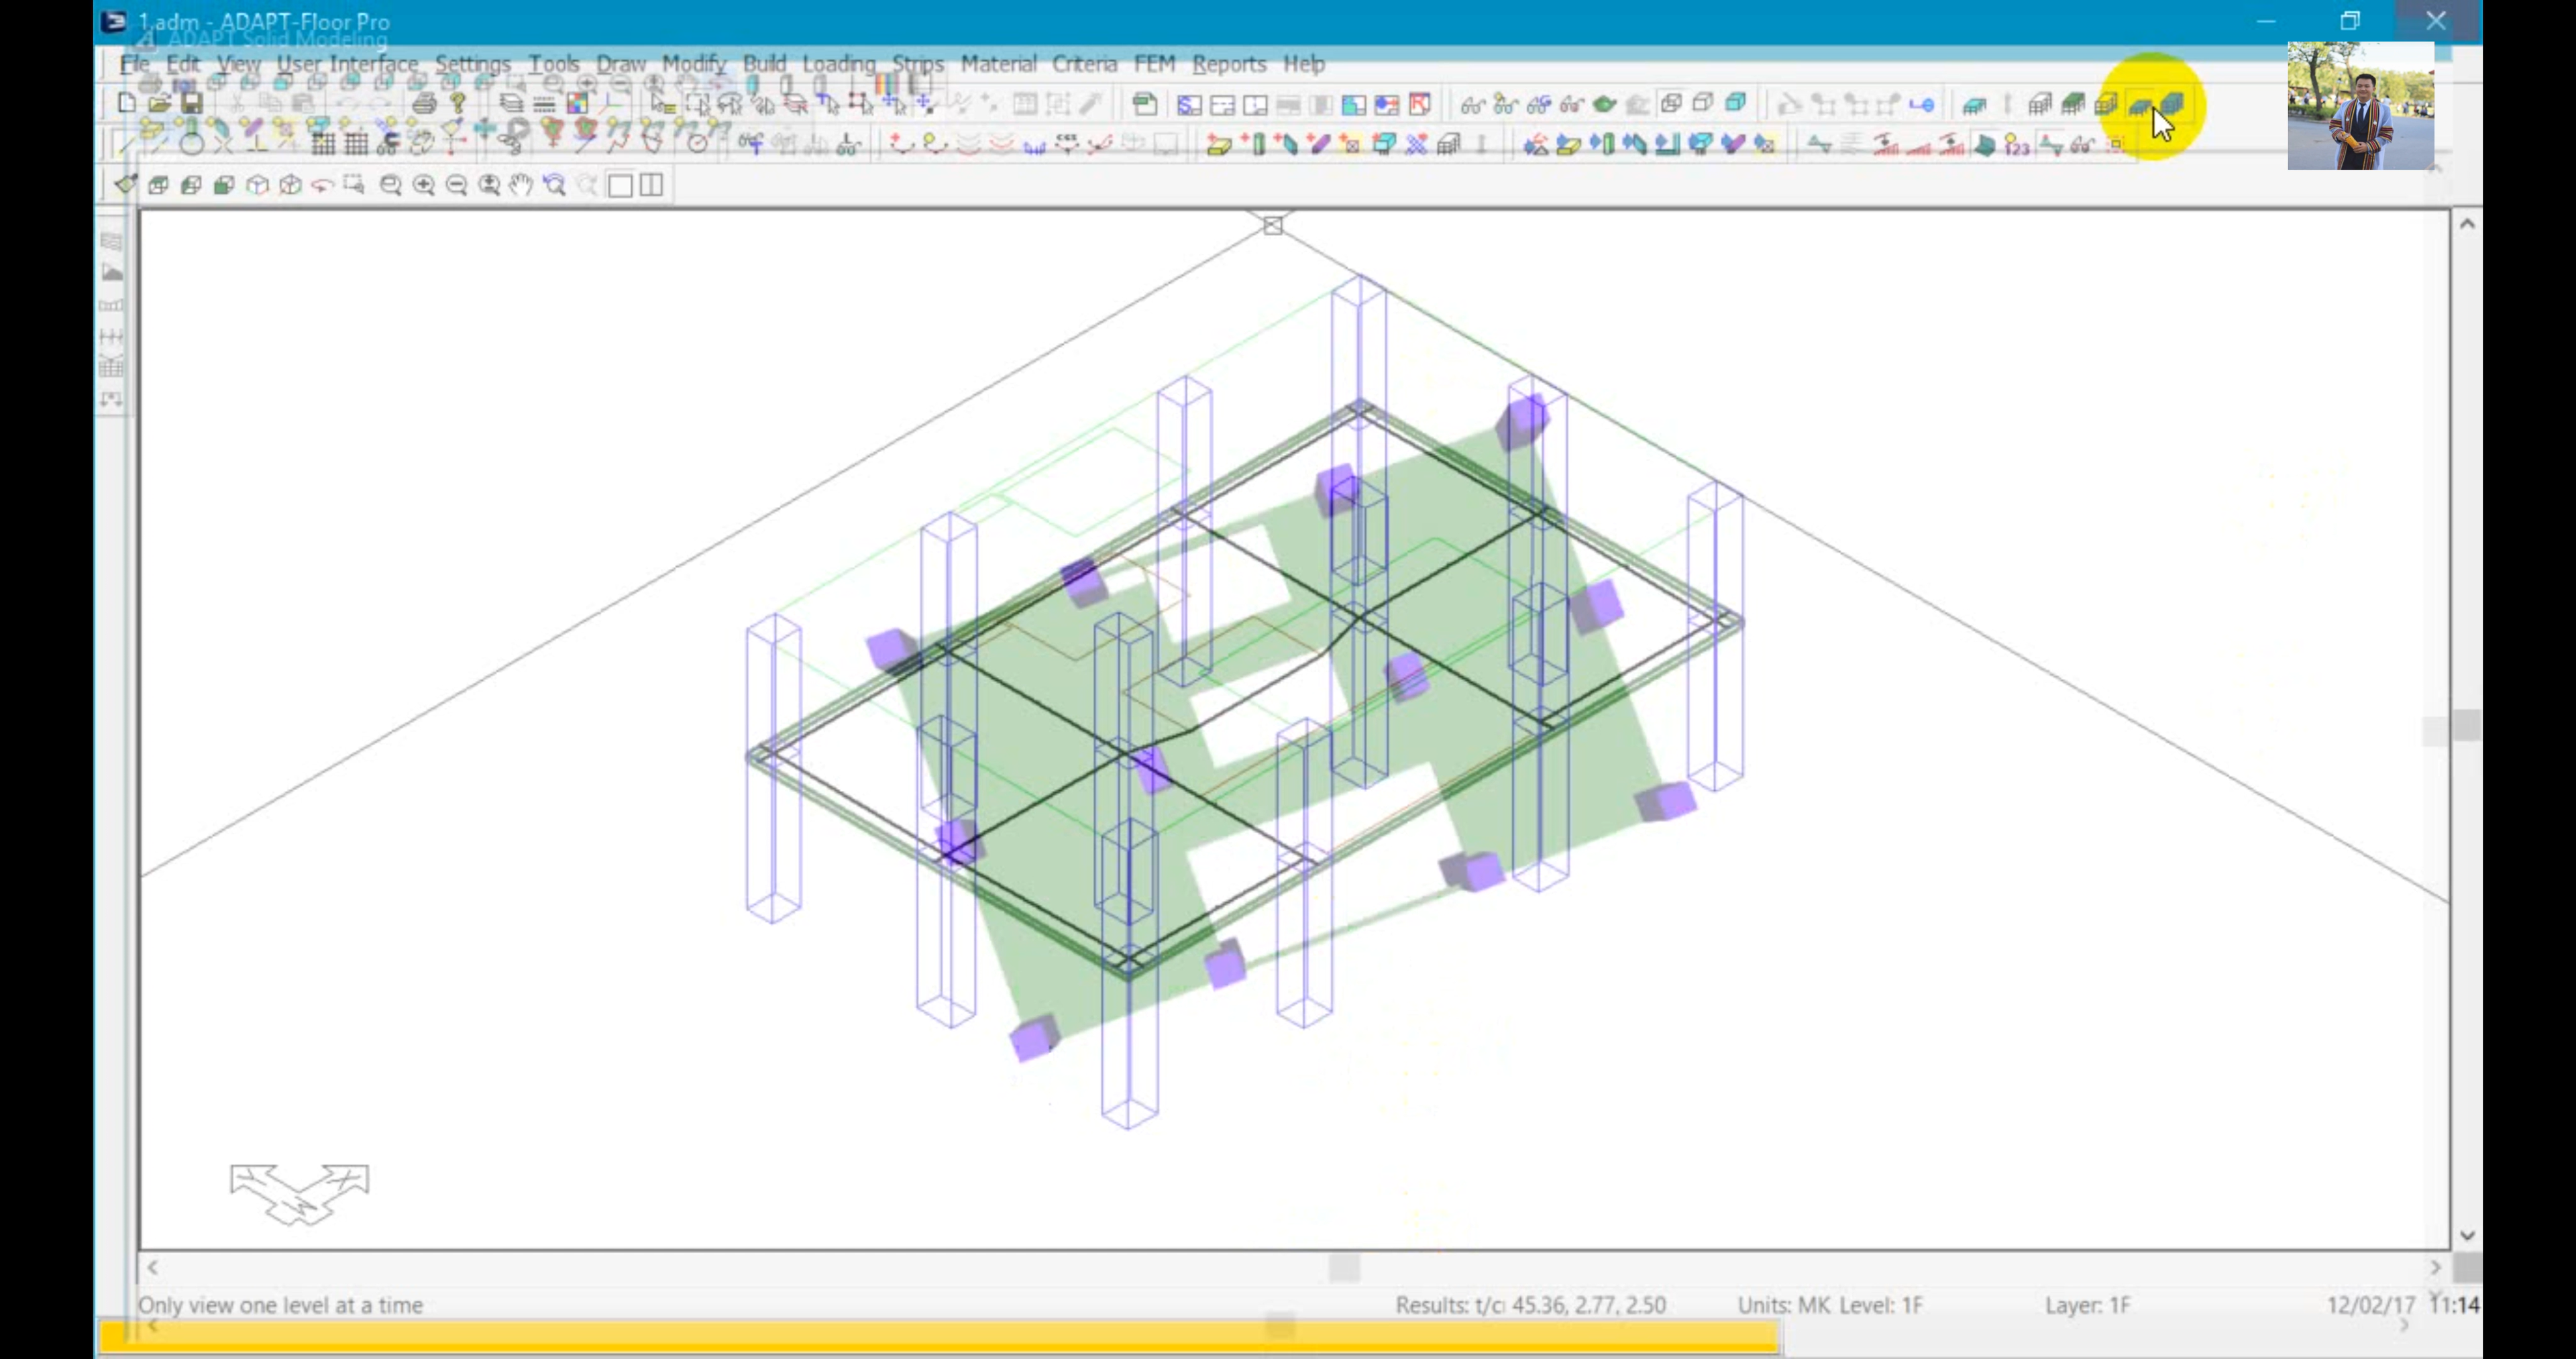 1.adm - ADAPT-Floor Pro
ADAPT Solid Modeling
File Edit View User Interface Settings Tools Draw Modify Build Loading Strips Material Criteria FEM Reports Help
CGS
123
Only view one level at a time
Results: t/c: 45.36, 2.77, 2.50 Units: MK Level: 1F Layer: 1F 12/02/17 11:14